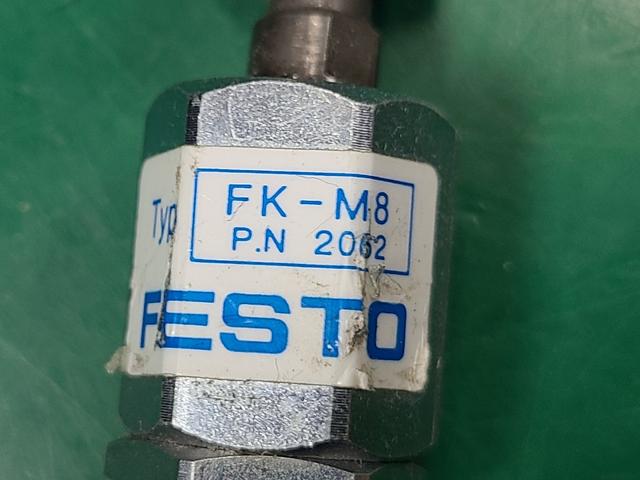 Typ
FK-M8
P.N 2062
FESTO